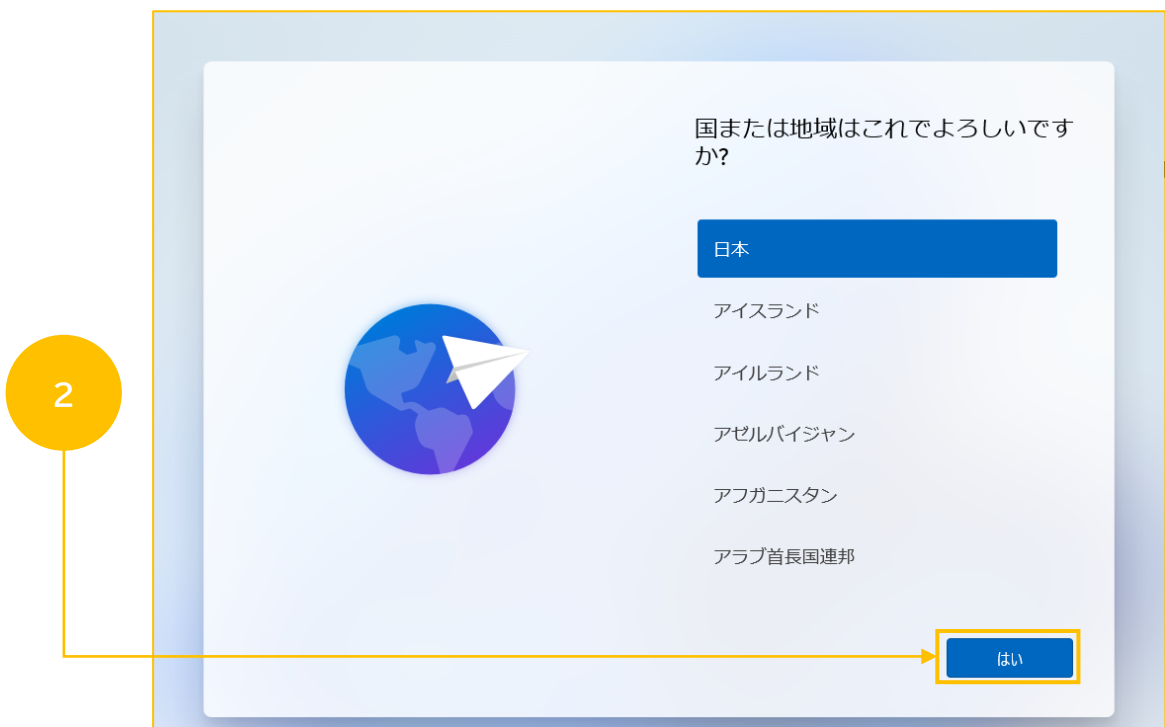 国または地域はこれでよろしいです
か?
日本
アイスランド
アイルランド
アゼルバイジャン
アフガニスタン
アラブ首長国連邦
2
はい